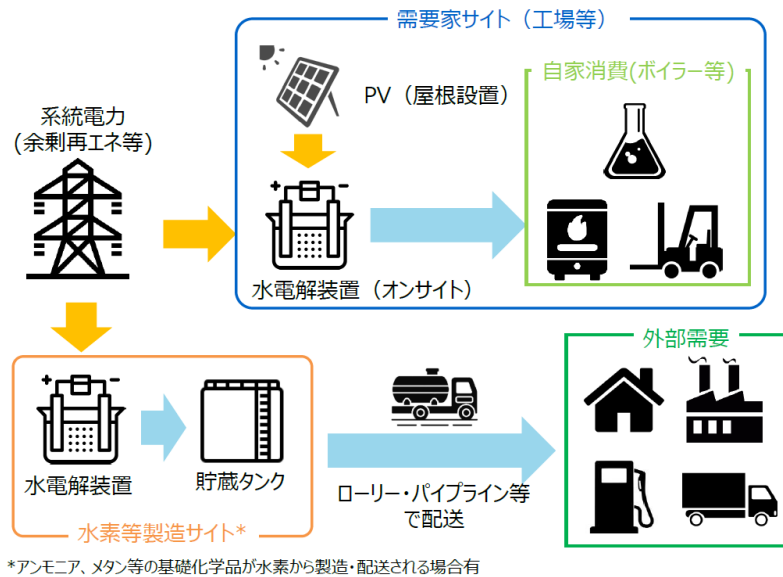 需要家サイト（工場等）
自家消費(ボイラー等)
PV（屋根設置）
系統電力
(余剰再エネ等)
+ −
水電解装置（オンサイト）
外部需要
+ −
水電解装置
貯蔵タンク
ローリー・パイプライン等
で配送
水素等製造サイト*
*アンモニア、メタン等の基礎化学品が水素から製造・配送される場合有